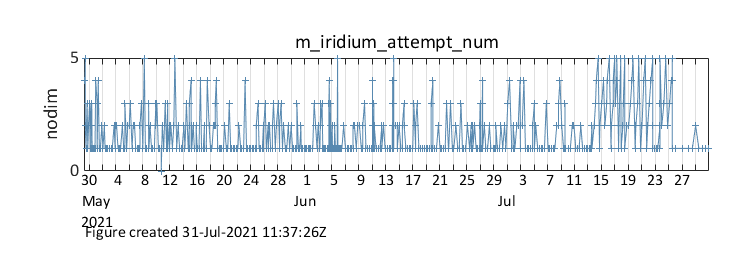 m_iridium_attempt_num
5
nodim
0
30 4 8 12 16 20 24 28 1 5 9 13 17 21 25 29 3 7 11 15 19 23 27
May Jun Jul
2021
Figure created 31-Jul-2021 11:37:26Z